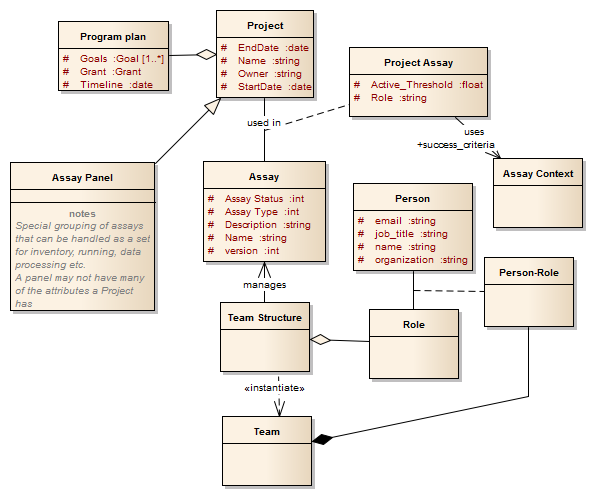 Program plan
# Goals :Goal [1..*]
# Grant :Grant
# Timeline :date
Project
# EndDate :date
# Name :string
# Owner :string
# StartDate :date
Project Assay
# Active_Threshold :float
# Role :string
used in
uses
+success_criteria
Assay Panel
notes
Special grouping of assays
that can be handled as a set
for inventory, running, data
processing etc.
A panel may not have many
of the attributes a Project
has
Assay
# Assay Status :int
# Assay Type :int
# Description :string
# Name :string
# version :int
Assay Context
Person
# email :string
# job_title :string
# name :string
# organization :string
Person-Role
manages
Team Structure
Role
«instantiate»
Team